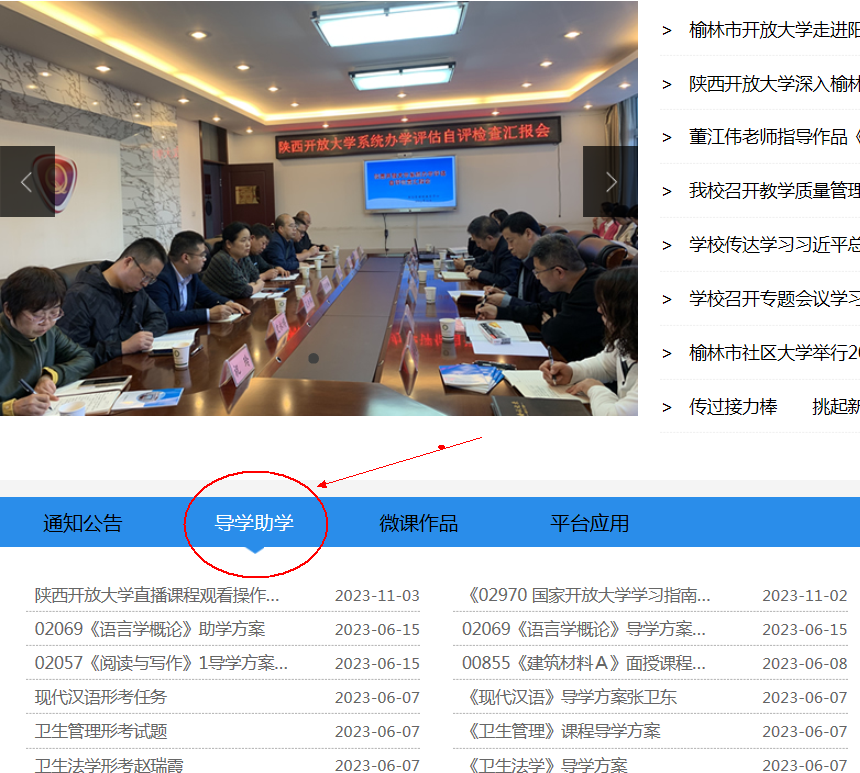 陕西开放大学系统办学评估自评检查汇报会
> 榆林市开放大学走进阳
> 陕西开放大学深入榆林
> 董江伟老师指导作品《
> 我校召开教学质量管理
> 学校传达学习习近平总
> 学校召开专题会议学习
> 榆林市社区大学举行20
> 传过接力棒 挑起新
通知公告 导学助学 微课作品 平台应用
陕西开放大学直播课程观看操作... 2023-11-03
02069《语言学概论》助学方案 2023-06-15
02057《阅读与写作》1导学方案... 2023-06-15
现代汉语形考任务 2023-06-07
卫生管理形考试题 2023-06-07
卫生法学形考赵瑞霞 2023-06-07
《02970 国家开放大学学习指南... 2023-11-02
02069《语言学概论》导学方案... 2023-06-15
00855《建筑材料A》面授课程... 2023-06-08
《现代汉语》导学方案张卫东 2023-06-07
《卫生管理》课程导学方案 2023-06-07
《卫生法学》导学方案 2023-06-07